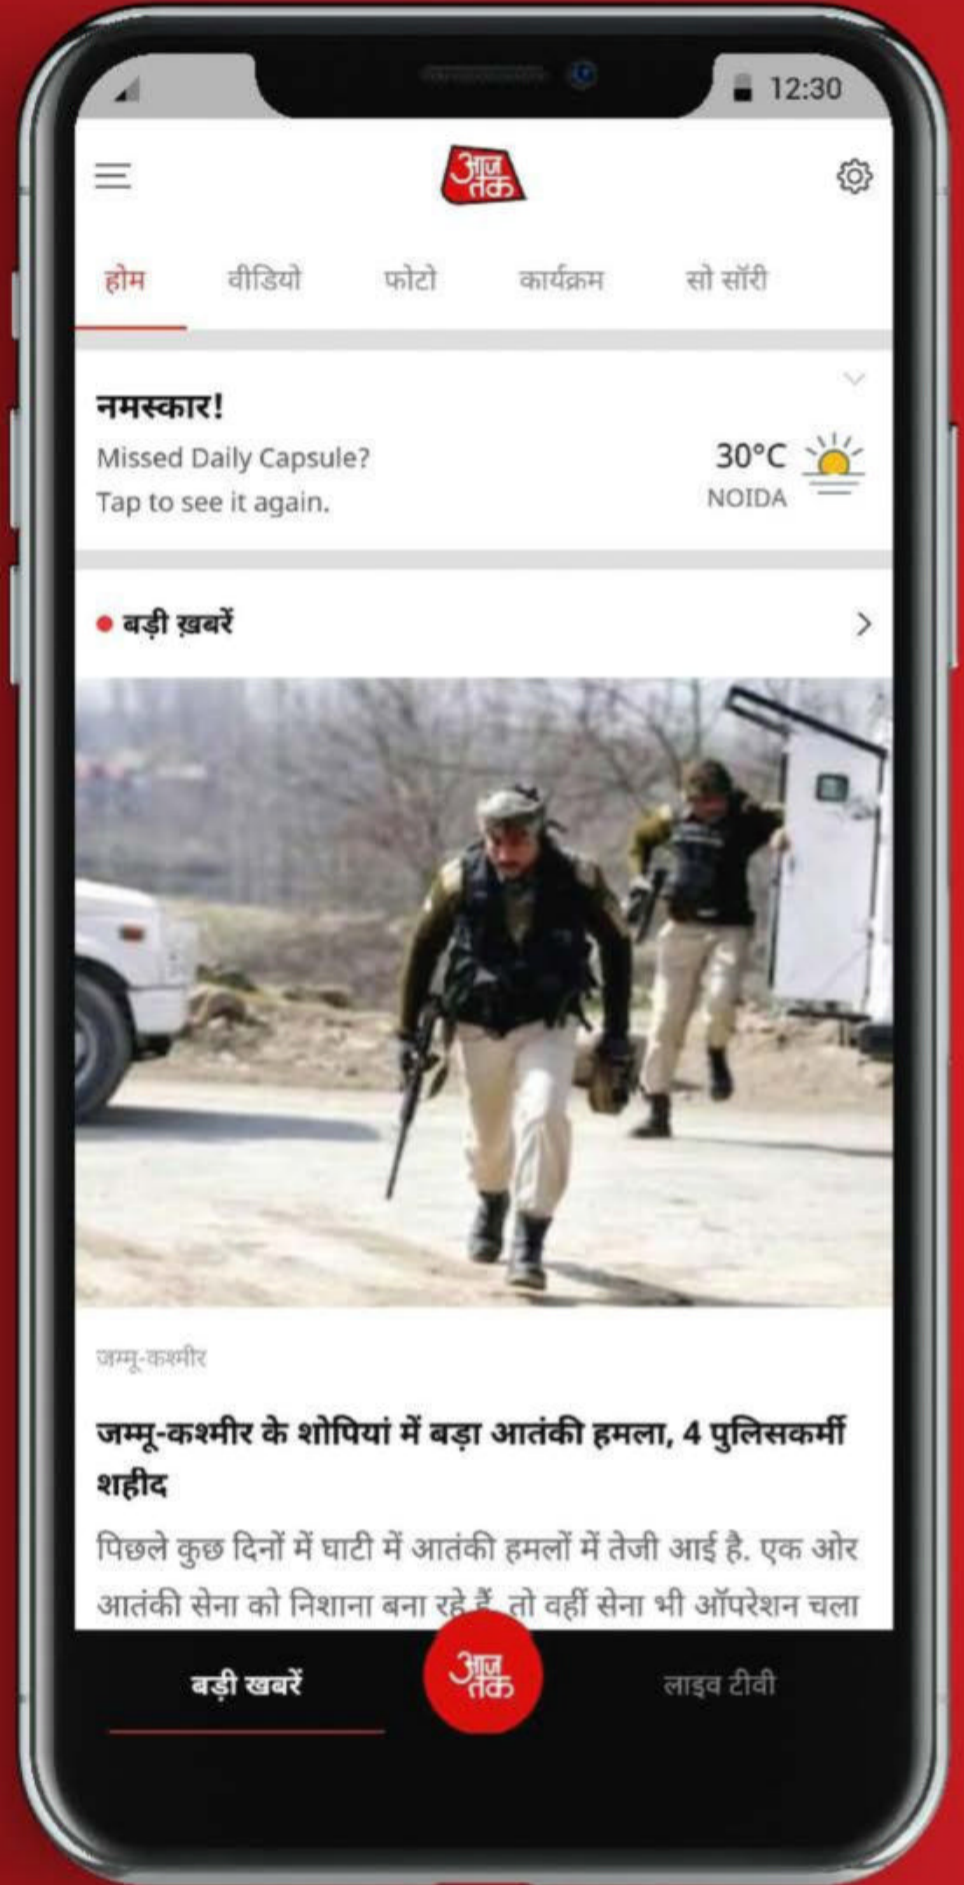 12:30
आज तक
होम वीडियो फोटो कार्यक्रम सो सॉरी
नमस्कार!
Missed Daily Capsule?
Tap to see it again.
30°C
NOIDA
बड़ी ख़बरें
जम्मू-कश्मीर
जम्मू-कश्मीर के शोपियां में बड़ा आतंकी हमला, 4 पुलिसकर्मी
शहीद
पिछले कुछ दिनों में घाटी में आतंकी हमलों में तेजी आई है. एक ओर
आतंकी सेना को निशाना बना रहे हैं, तो वहीं सेना भी ऑपरेशन चला
बड़ी खबरें
आज तक
लाइव टीवी